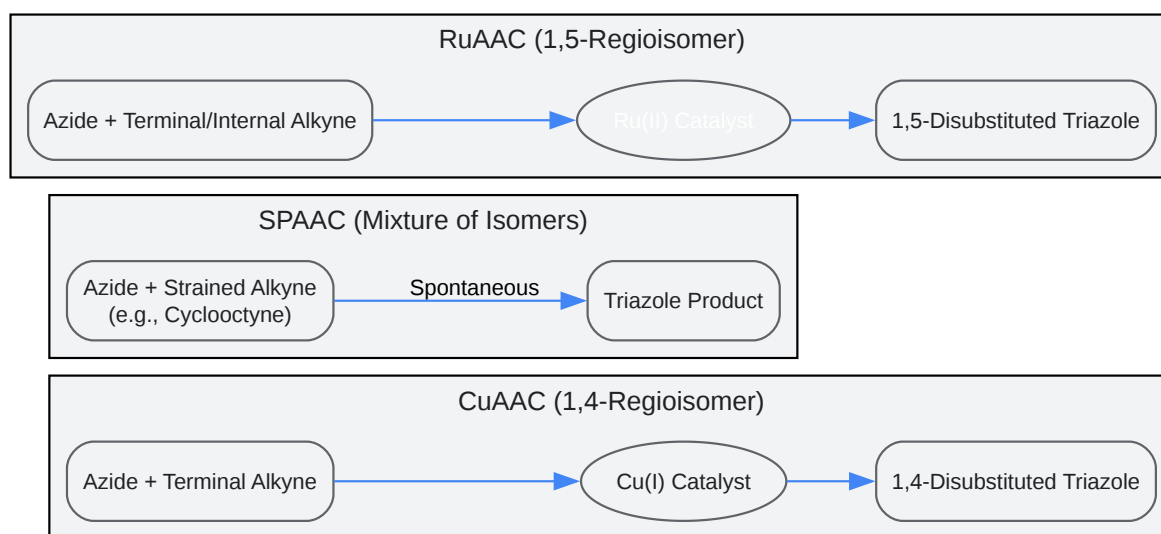 RuAAC (1,5-Regioisomer)
Azide + Terminal/Internal Alkyne
Ru(II) Catalyst
1,5-Disubstituted Triazole
SPAAC (Mixture of Isomers)
Azide + Strained Alkyne
(e.g., Cyclooctyne)
Spontaneous
Triazole Product
CuAAC (1,4-Regioisomer)
Azide + Terminal Alkyne
Cu(I) Catalyst
1,4-Disubstituted Triazole